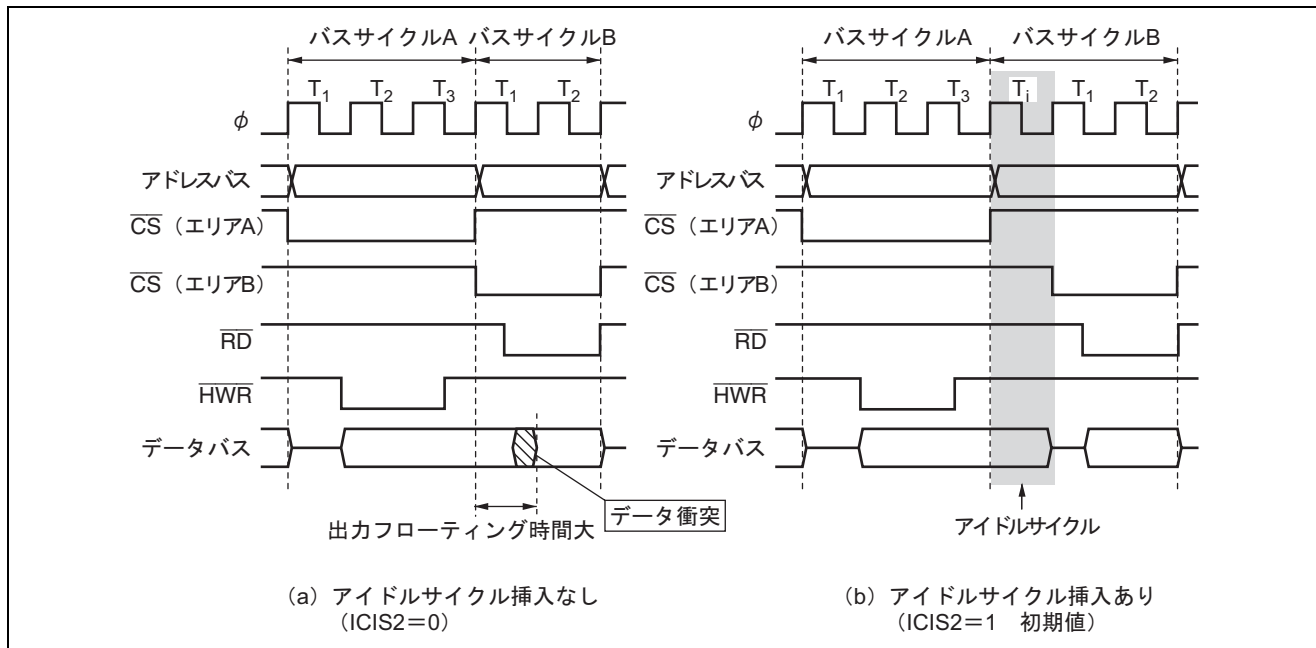 バスサイクルA バスサイクルB
T1 T2 T3 T1 T2
φ
アドレスバス
CS（エリアA）
CS（エリアB）
RD
HWR
データバス
データ衝突
出力フローティング時間大
(a) アイドルサイクル挿入なし
（ICIS2＝0）
バスサイクルA バスサイクルB
T1 T2 T3 Ti T1 T2
φ
アドレスバス
CS（エリアA）
CS（エリアB）
RD
HWR
データバス
アイドルサイクル
(b) アイドルサイクル挿入あり
（ICIS2＝1　初期値）